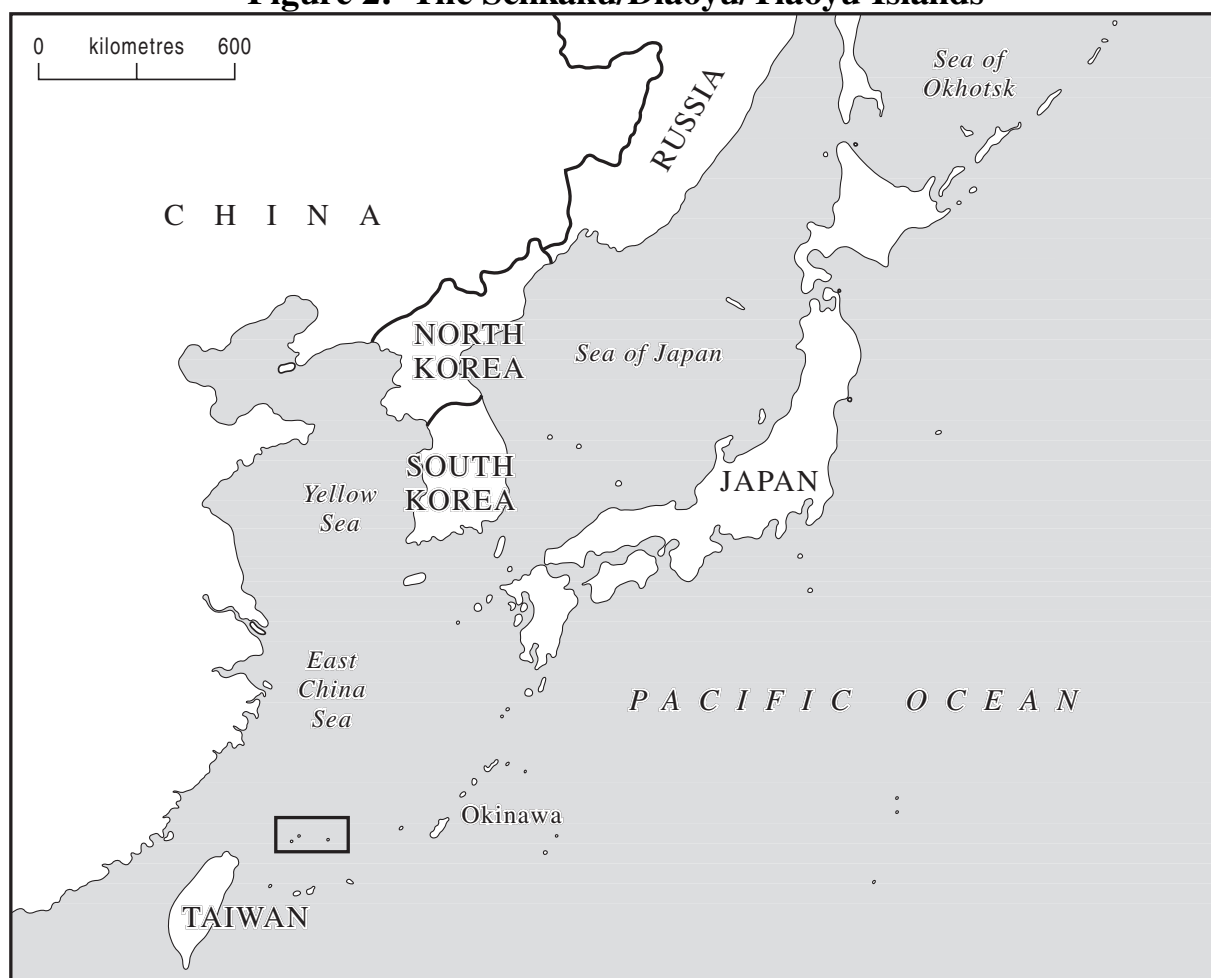 Figure 2: The Senkaku/Diaoyu/Tiaoyu Islands
0 kilometres 600
Sea of
Okhotsk
RUSSIA
C H I N A
NORTH
KOREA
Sea of Japan
SOUTH
KOREA
JAPAN
Yellow
Sea
East
China
Sea
P A C I F I C O C E A N
Okinawa
TAIWAN